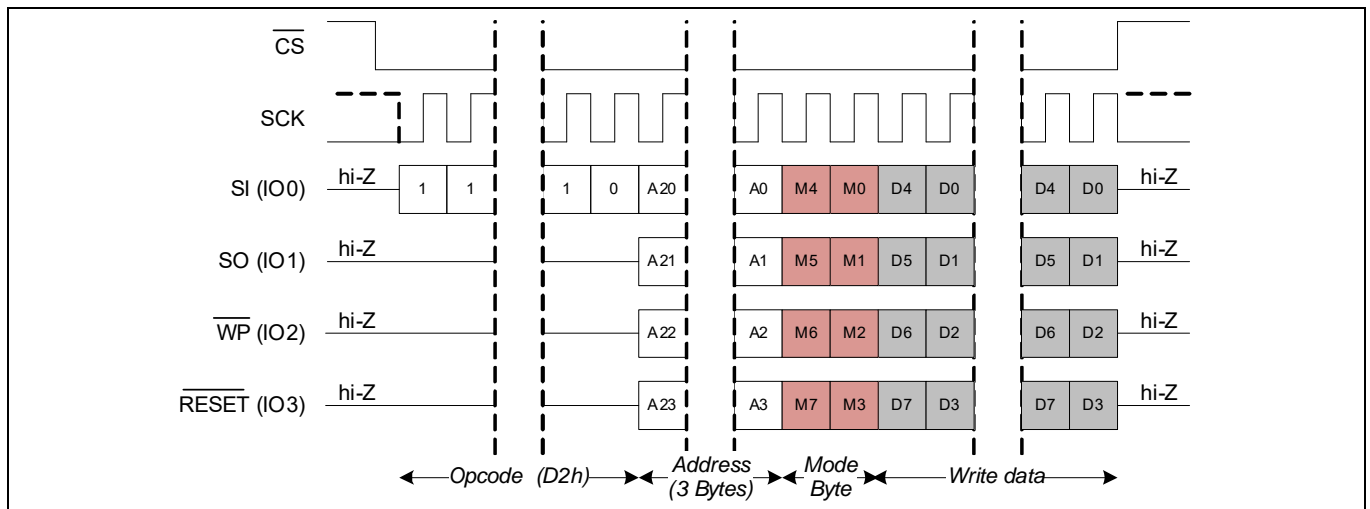 CS
SCK
SI (IO0) hi-Z 1 1 1 0 A20 A0 M4 M0 D4 D0 D4 D0 hi-Z
SO (IO1) hi-Z A21 A1 M5 M1 D5 D1 D5 D1 hi-Z
WP (IO2) hi-Z A22 A2 M6 M2 D6 D2 D6 D2 hi-Z
RESET (IO3) hi-Z A23 A3 M7 M3 D7 D3 D7 D3 hi-Z
Opcode (D2h) Address Mode Write data
(3 Bytes) Byte